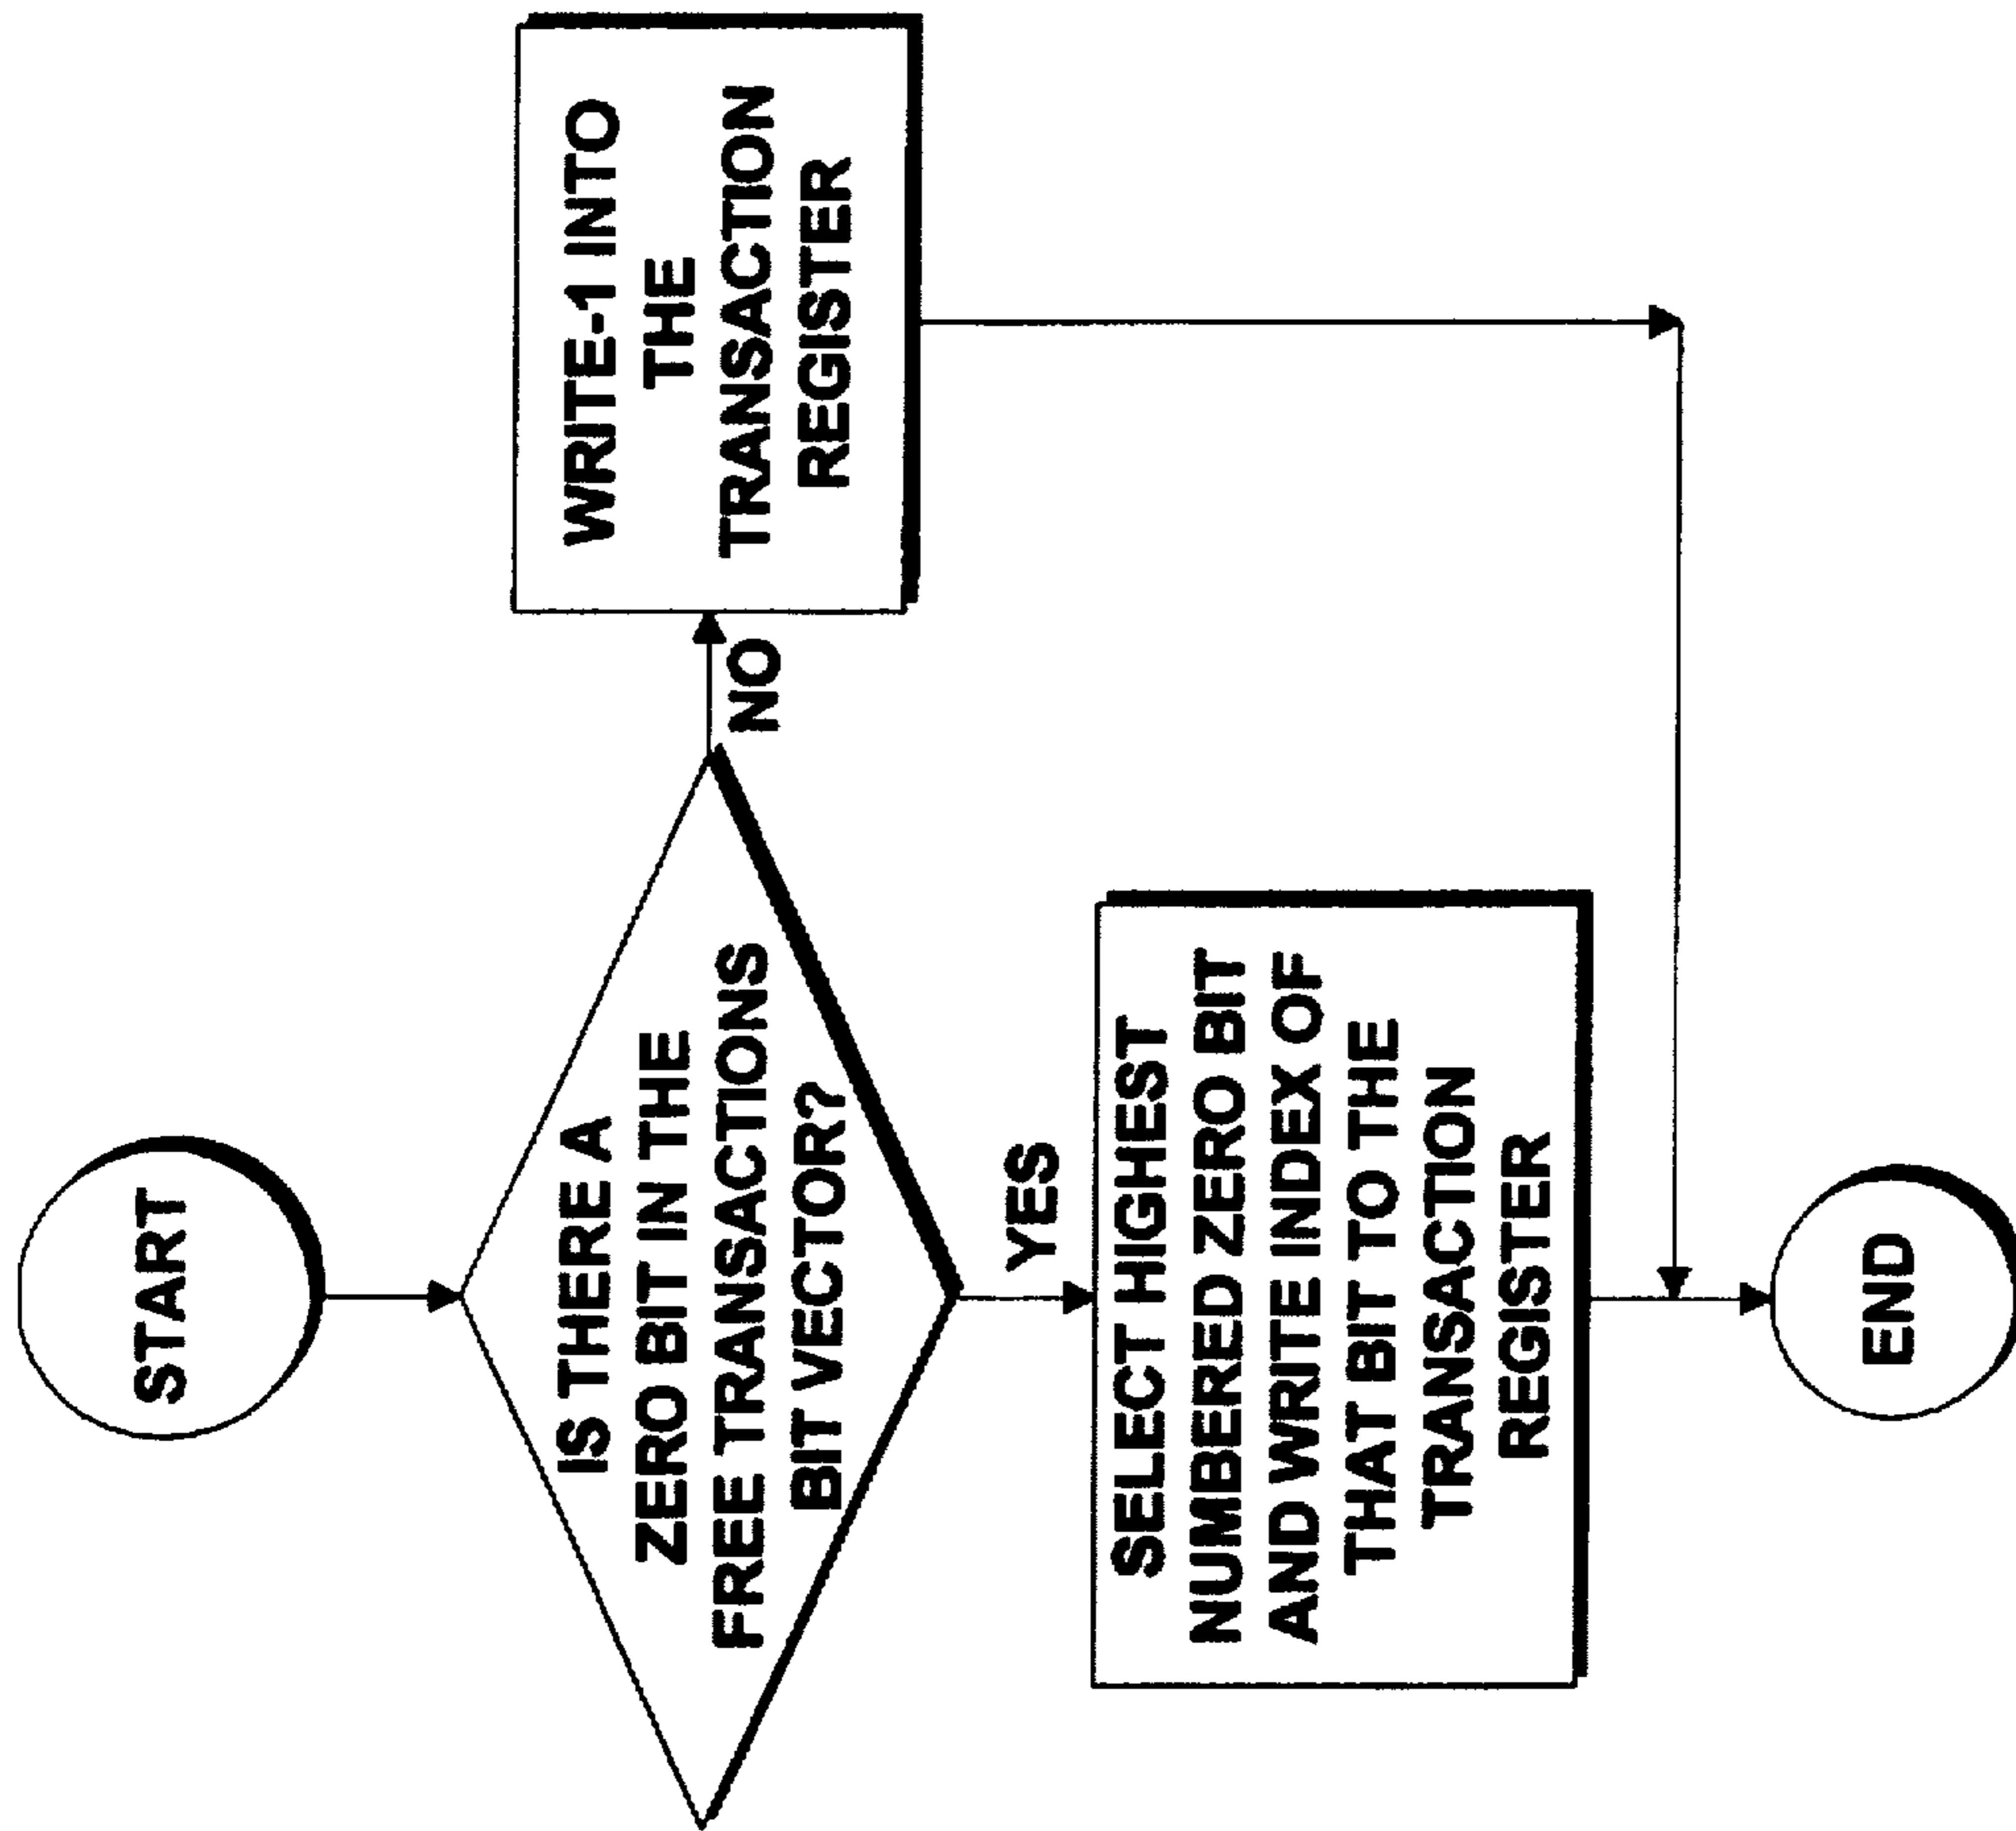 START
IS THERE A
ZERO BIT IN THE
FREE TRANSACTIONS
BIT VECTOR?
NO
WRITE-1 INTO
THE
TRANSACTION
REGISTER
YES
SELECT HIGHEST
NUMBERED ZERO BIT
AND WRITE INDEX OF
THAT BIT TO THE
TRANSACTION
REGISTER
END